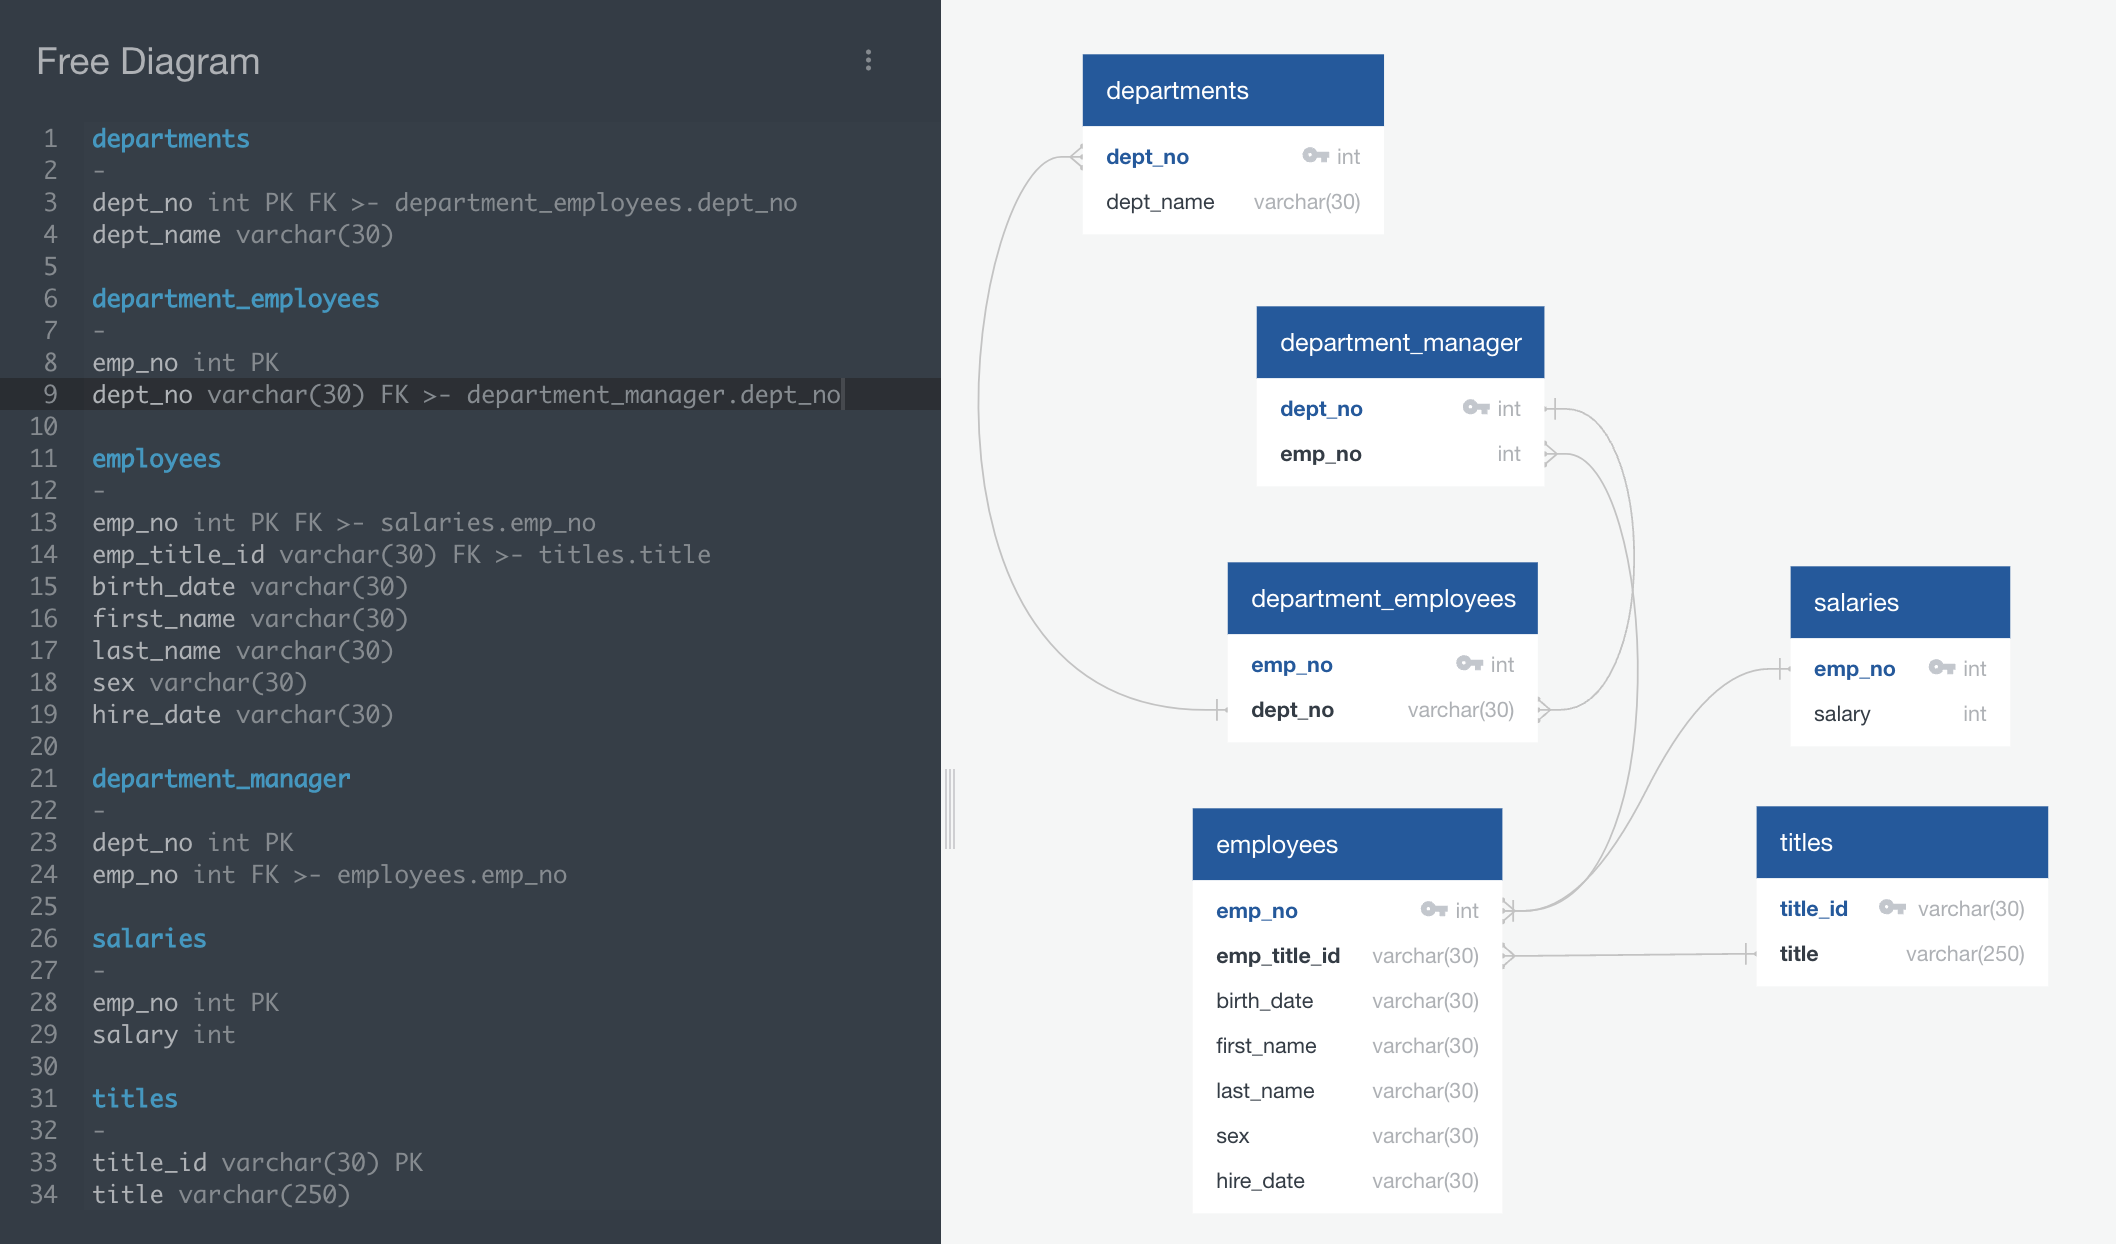 Free Diagram
1 departments
2 -
3 dept_no int PK FK >- department_employees.dept_no
4 dept_name varchar(30)
5
6 department_employees
7 -
8 emp_no int PK
9 dept_no varchar(30) FK >- department_manager.dept_no
10
11 employees
12 -
13 emp_no int PK FK >- salaries.emp_no
14 emp_title_id varchar(30) FK >- titles.title
15 birth_date varchar(30)
16 first_name varchar(30)
17 last_name varchar(30)
18 sex varchar(30)
19 hire_date varchar(30)
20
21 department_manager
22 -
23 dept_no int PK
24 emp_no int FK >- employees.emp_no
25
26 salaries
27 -
28 emp_no int PK
29 salary int
30
31 titles
32 -
33 title_id varchar(30) PK
34 title varchar(250)
departments
dept_no int
dept_name varchar(30)
department_manager
dept_no int
emp_no int
department_employees
emp_no int
dept_no varchar(30)
salaries
emp_no int
salary int
employees
emp_no int
emp_title_id varchar(30)
birth_date varchar(30)
first_name varchar(30)
last_name varchar(30)
sex varchar(30)
hire_date varchar(30)
titles
title_id varchar(30)
title varchar(250)